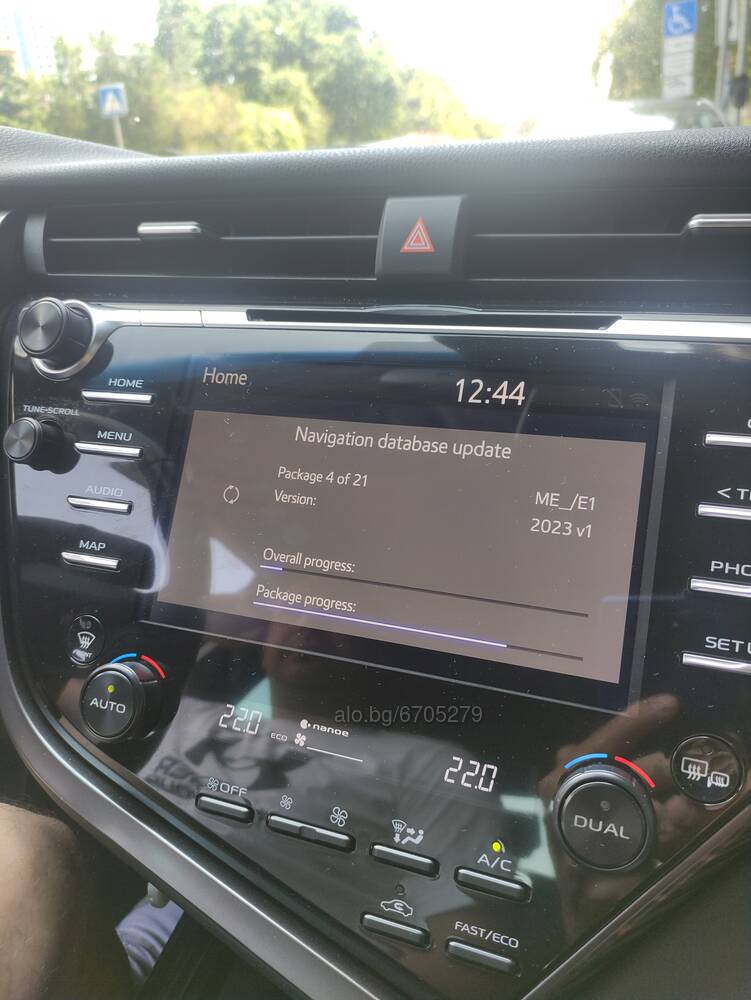 HOME
TUNE•SCROLL
MENU
AUDIO
MAP
Home
12:44
Navigation database update
Package 4 of 21
Version:
ME_/E1
2023 v1
Overall progress:
Package progress:
< T
PHO
SETU
FRONT
AUTO
22.0
ECO
nanoe
alo.bg/6705279
22.0
OFF
A/C
DUAL
FAST/ECO